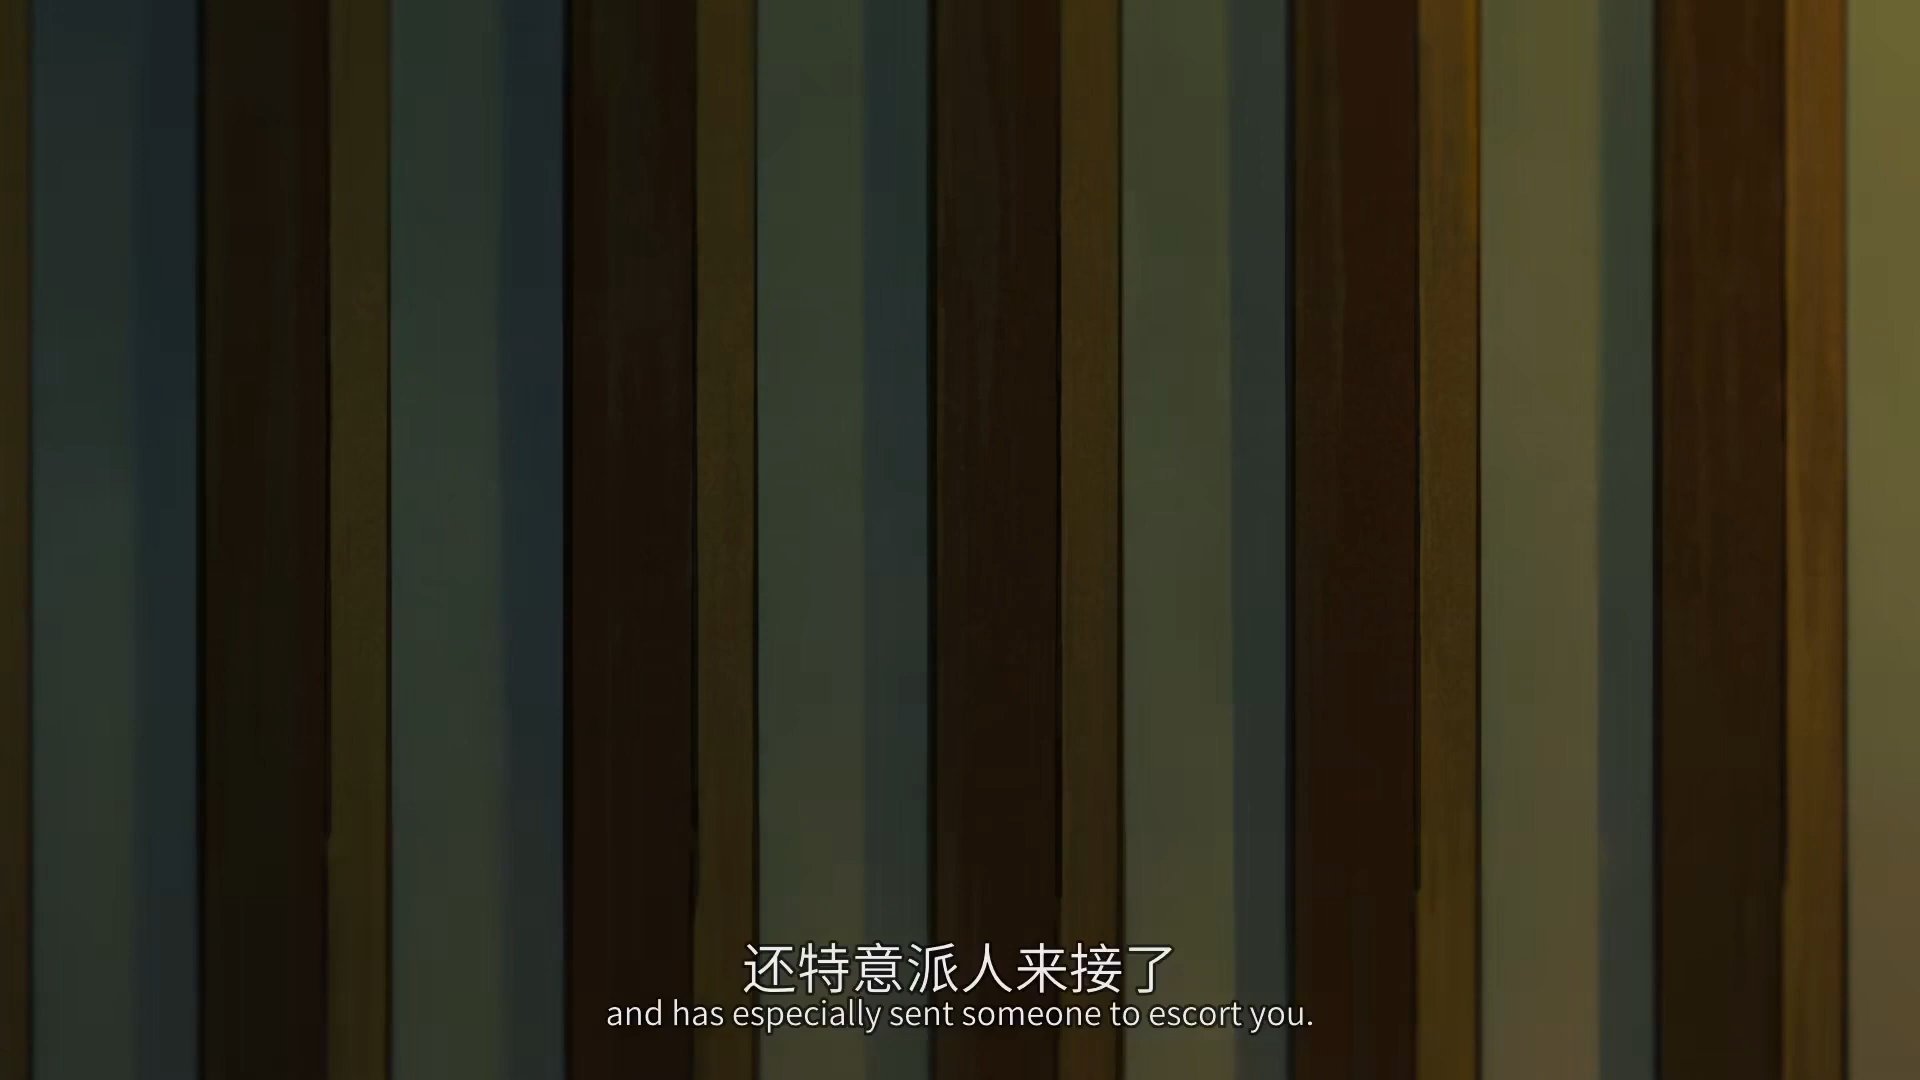 还特意派人来接了
and has especially sent someone to escort you.